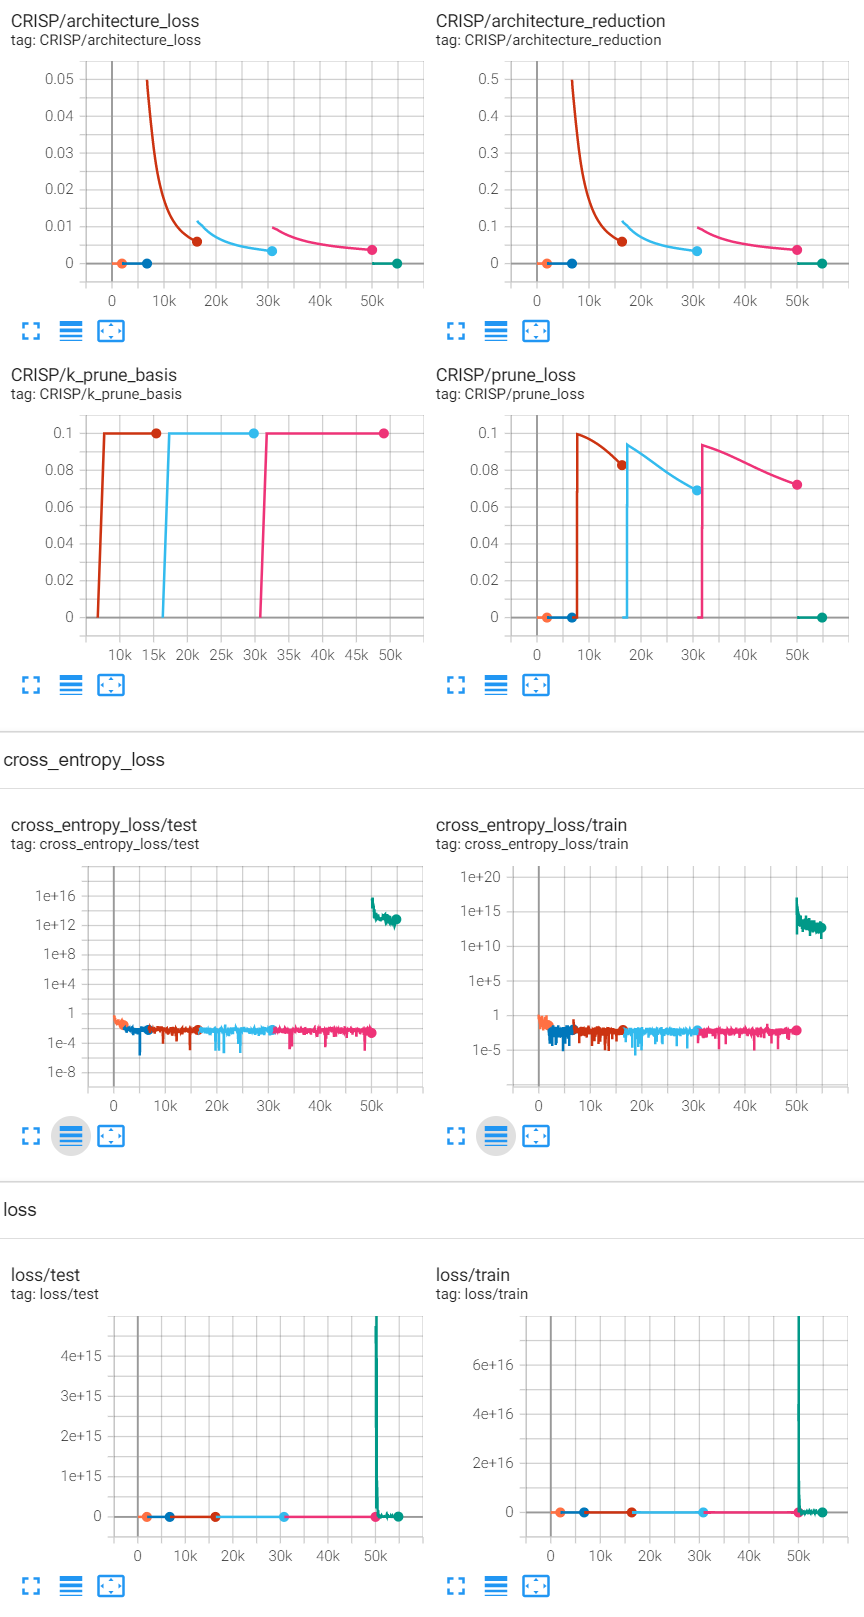 CRISP/architecture_loss
tag: CRISP/architecture_loss
0.05
0.04
0.03
0.02
0.01
0
0 10k 20k 30k 40k 50k
CRISP/architecture_reduction
tag: CRISP/architecture_reduction
0.5
0.4
0.3
0.2
0.1
0
0 10k 20k 30k 40k 50k
CRISP/k_prune_basis
tag: CRISP/k_prune_basis
0.1
0.08
0.06
0.04
0.02
0
10k 15k 20k 25k 30k 35k 40k 45k 50k
CRISP/prune_loss
tag: CRISP/prune_loss
0.1
0.08
0.06
0.04
0.02
0
0 10k 20k 30k 40k 50k
cross_entropy_loss
cross_entropy_loss/test
tag: cross_entropy_loss/test
1e+16
1e+12
1e+8
1e+4
1
1e-4
1e-8
0 10k 20k 30k 40k 50k
cross_entropy_loss/train
tag: cross_entropy_loss/train
1e+20
1e+15
1e+10
1e+5
1
1e-5
0 10k 20k 30k 40k 50k
loss
loss/test
tag: loss/test
4e+15
3e+15
2e+15
1e+15
0
0 10k 20k 30k 40k 50k
loss/train
tag: loss/train
6e+16
4e+16
2e+16
0
0 10k 20k 30k 40k 50k